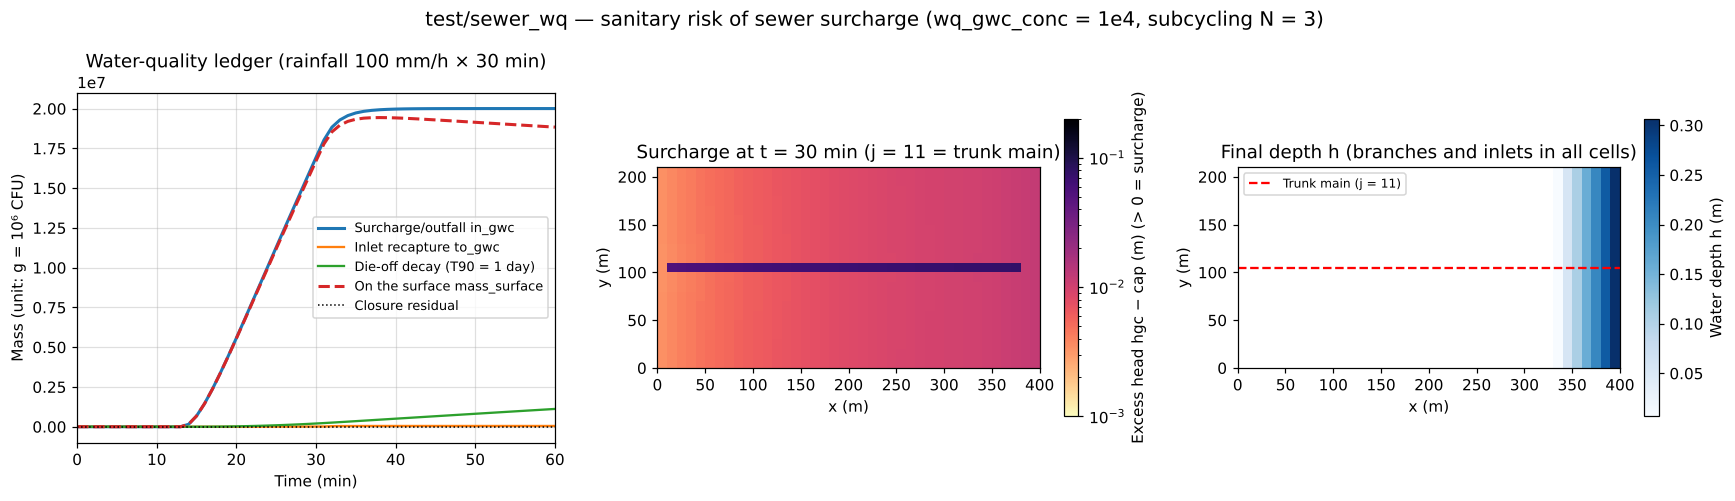 test/sewer_wq — sanitary risk of sewer surcharge (wq_gwc_conc = 1e4, subcycling N = 3)
Water-quality ledger (rainfall 100 mm/h × 30 min)
1e7
2.00
1.75
1.50
1.25
1.00
0.75
0.50
0.25
0.00
Mass (unit: g = 10⁶ CFU)
0 10 20 30 40 50 60
Time (min)
Surcharge/outfall in_gwc
Inlet recapture to_gwc
Die-off decay (T90 = 1 day)
On the surface mass_surface
Closure residual
Surcharge at t = 30 min (j = 11 = trunk main)
200
150
100
50
0
y (m)
0 50 100 150 200 250 300 350 400
x (m)
10⁻¹
10⁻²
10⁻³
Excess head hgc − cap (m) (> 0 = surcharge)
Final depth h (branches and inlets in all cells)
Trunk main (j = 11)
200
150
100
50
0
y (m)
0 50 100 150 200 250 300 350 400
x (m)
0.30
0.25
0.20
0.15
0.10
0.05
Water depth h (m)